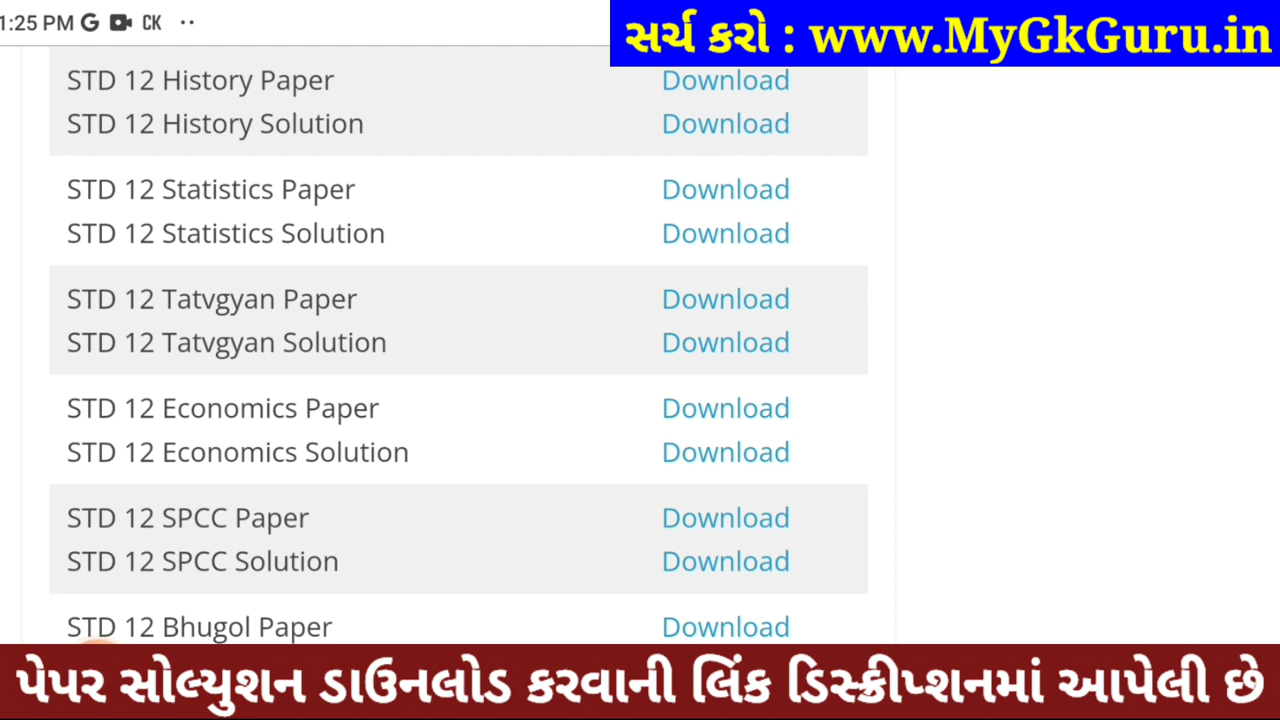 1:25 PM G CK ··
સર્ચ કરો : www.MyGkGuru.in
STD 12 History Paper Download
STD 12 History Solution Download
STD 12 Statistics Paper Download
STD 12 Statistics Solution Download
STD 12 Tatvgyan Paper Download
STD 12 Tatvgyan Solution Download
STD 12 Economics Paper Download
STD 12 Economics Solution Download
STD 12 SPCC Paper Download
STD 12 SPCC Solution Download
STD 12 Bhugol Paper Download
પેપર સોલ્યુશન ડાઉનલોડ કરવાની લિંક ડિસ્ક્રીપ્શનમાં આપેલી છે